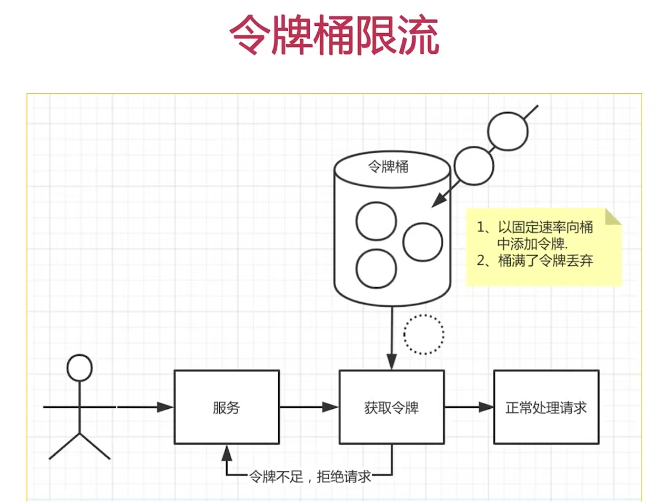 令牌桶限流
令牌桶
1、以固定速率向桶
中添加令牌.
2、桶满了令牌丢弃
服务
获取令牌
正常处理请求
令牌不足，拒绝请求